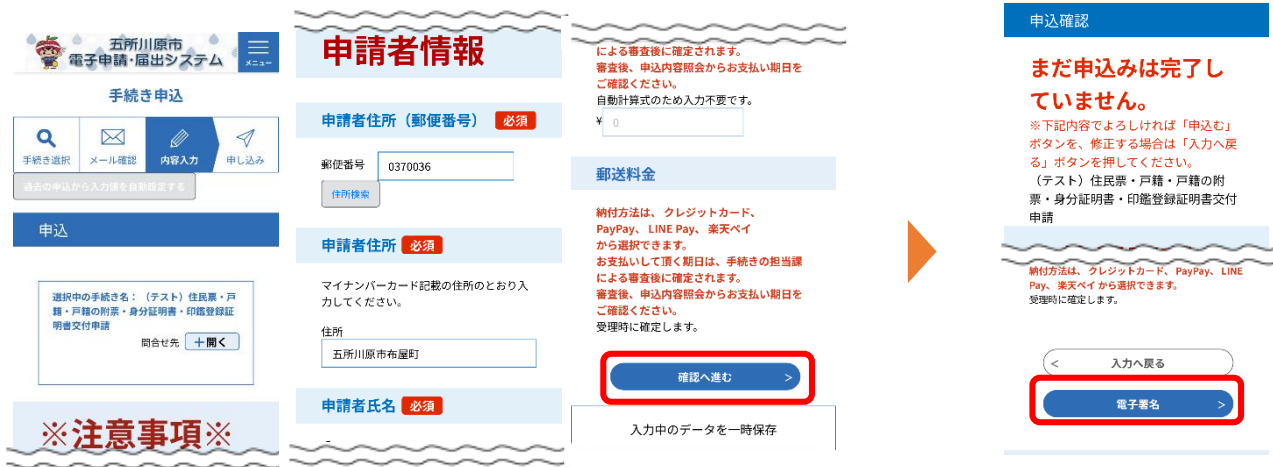 五所川原市
電子申請・届出システム
メニュー
手続き申込
手続き選択
メール確認
内容入力
申し込み
過去の申込から入力値を自動設定する
申込
選択中の手続き名： （テスト）住民票・戸
籍・戸籍の附票・身分証明書・印鑑登録証
明書交付申請
問合せ先 ＋開く
※注意事項※
申請者情報
申請者住所（郵便番号） 必須
郵便番号 0370036
住所検索
申請者住所 必須
マイナンバーカード記載の住所のとおり入
力してください。
住所
五所川原市布屋町
申請者氏名 必須
による審査後に確定されます。
審査後、申込内容照会からお支払い期日を
ご確認ください。
自動計算式のため入力不要です。
¥ 0
郵送料金
納付方法は、クレジットカード、
PayPay、LINE Pay、楽天ペイ
から選択できます。
お支払いして頂く期日は、手続きの担当課
による審査後に確定されます。
審査後、申込内容照会からお支払い期日を
ご確認ください。
受理時に確定します。
確認へ進む >
入力中のデータを一時保存
申込確認
まだ申込みは完了し
ていません。
※下記内容でよろしければ「申込む」
ボタンを、修正する場合は「入力へ戻
る」ボタンを押してください。
（テスト）住民票・戸籍・戸籍の附
票・身分証明書・印鑑登録証明書交付
申請
納付方法は、クレジットカード、PayPay、LINE
Pay、楽天ペイから選択できます。
受理時に確定します。
< 入力へ戻る
電子署名 >